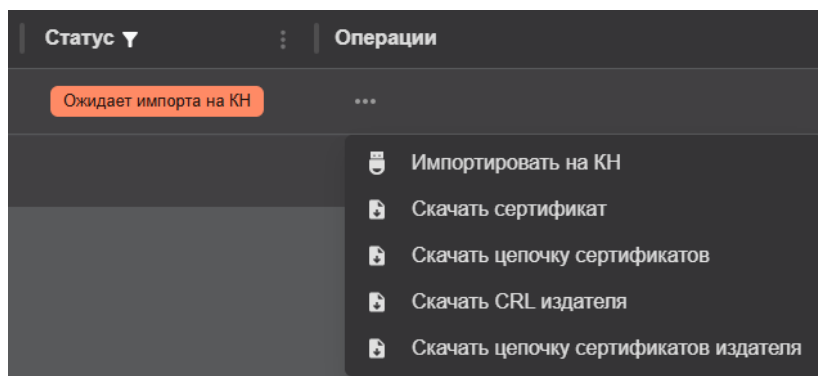 Статус
Операции
Ожидает импорта на КН
Импортировать на КН
Скачать сертификат
Скачать цепочку сертификатов
Скачать CRL издателя
Скачать цепочку сертификатов издателя